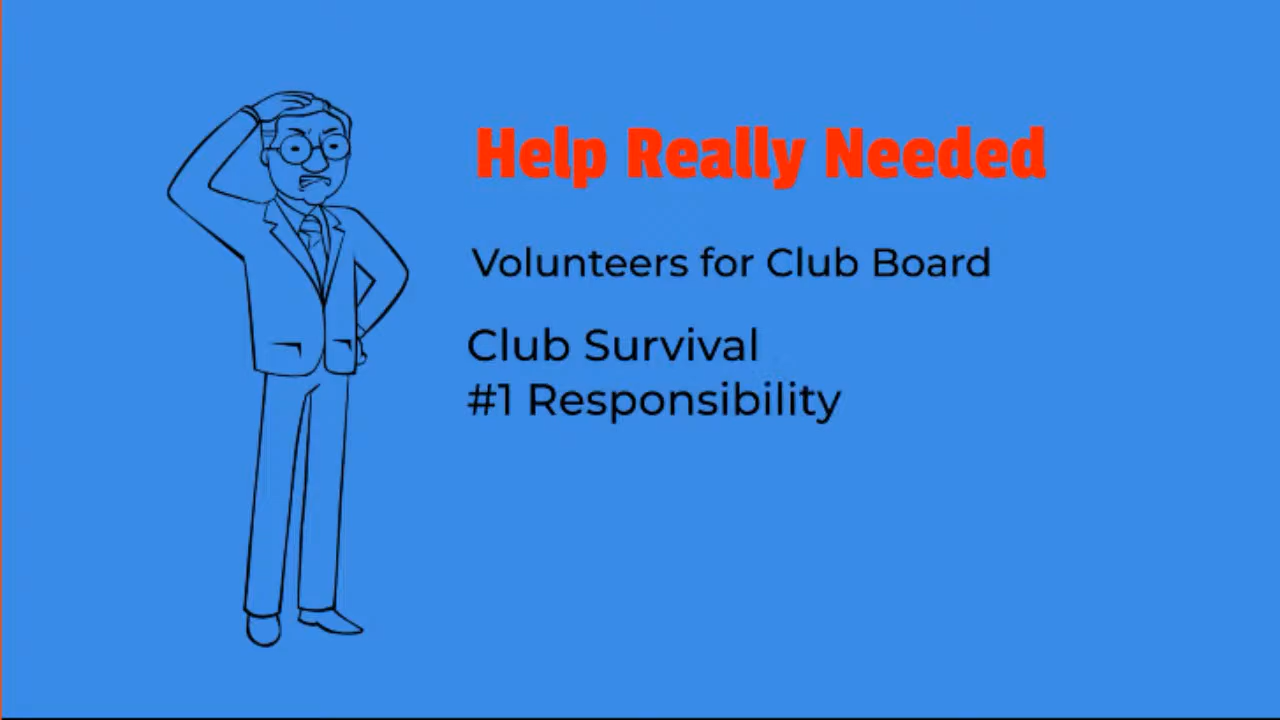 Help Really Needed
Volunteers for Club Board
Club Survival
#1 Responsibility